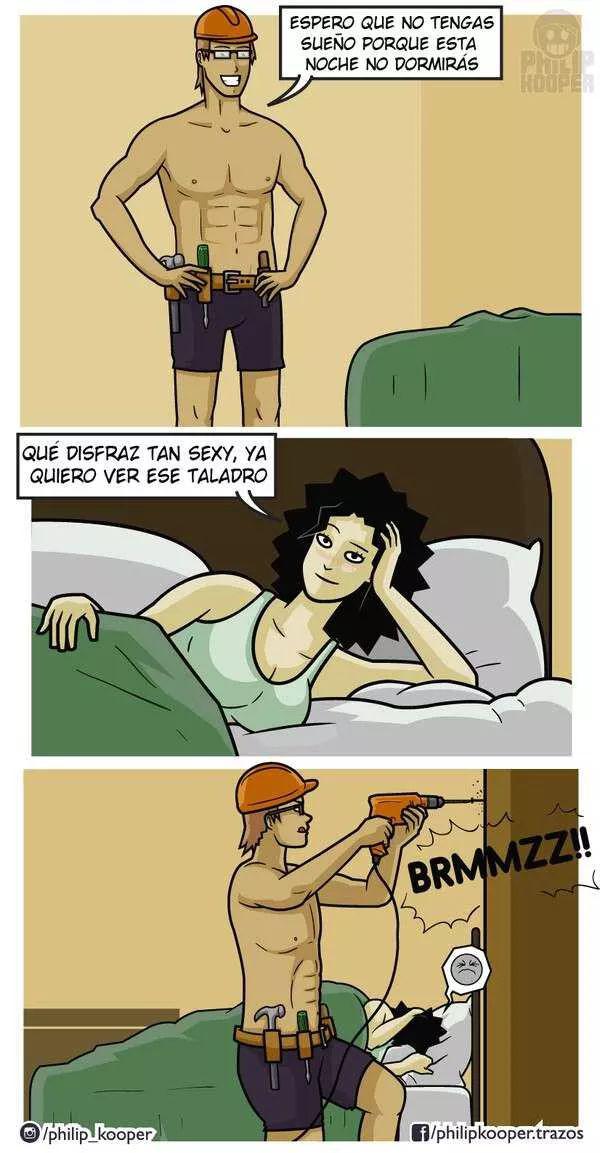 ESPERO QUE NO TENGAS
SUEÑO PORQUE ESTA
NOCHE NO DORMIRÁS
PHILIP
KOOPER
QUÉ DISFRAZ TAN SEXY, YA
QUIERO VER ESE TALADRO
BRMMZZ!!
/philip_kooper
/philipkooper.trazos